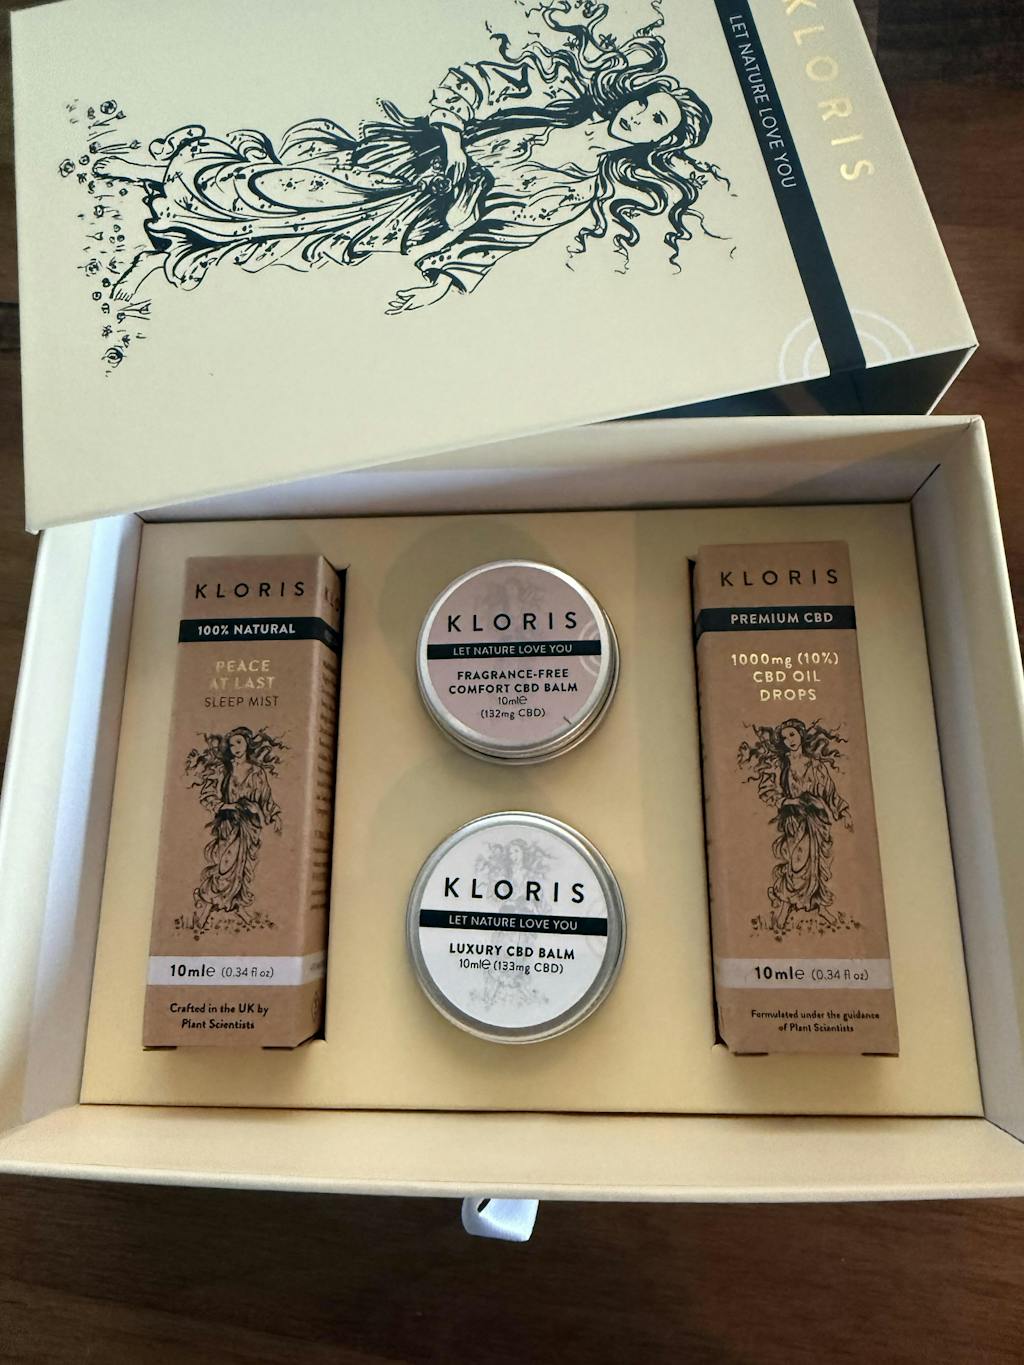 KLORIS
LET NATURE LOVE YOU
KLORIS
100% NATURAL
PEACE
AT LAST
SLEEP MIST
10ml℮ (0.34 fl oz)
Crafted in the UK by
Plant Scientists
KLORIS
LET NATURE LOVE YOU
FRAGRANCE-FREE
COMFORT CBD BALM
10ml℮
(132mg CBD)
KLORIS
LET NATURE LOVE YOU
LUXURY CBD BALM
10ml℮ (133mg CBD)
KLORIS
PREMIUM CBD
1000mg (10%)
CBD OIL
DROPS
10ml℮ (0.34 fl oz)
Formulated under the guidance
of Plant Scientists